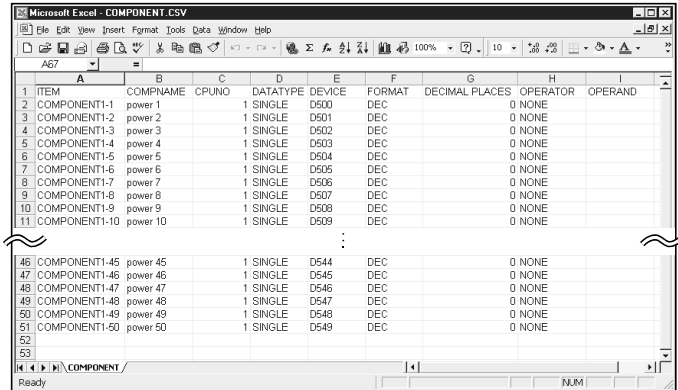 Microsoft Excel - COMPONENT.CSV
File Edit View Insert Format Tools Data Window Help
100% 10
A67 =
A B C D E F G H I
1 ITEM COMPNAME CPUNO DATATYPE DEVICE FORMAT DECIMAL PLACES OPERATOR OPERAND
2 COMPONENT1-1 power 1 1 SINGLE D500 DEC 0 NONE
3 COMPONENT1-2 power 2 1 SINGLE D501 DEC 0 NONE
4 COMPONENT1-3 power 3 1 SINGLE D502 DEC 0 NONE
5 COMPONENT1-4 power 4 1 SINGLE D503 DEC 0 NONE
6 COMPONENT1-5 power 5 1 SINGLE D504 DEC 0 NONE
7 COMPONENT1-6 power 6 1 SINGLE D505 DEC 0 NONE
8 COMPONENT1-7 power 7 1 SINGLE D506 DEC 0 NONE
9 COMPONENT1-8 power 8 1 SINGLE D507 DEC 0 NONE
10 COMPONENT1-9 power 9 1 SINGLE D508 DEC 0 NONE
11 COMPONENT1-10 power 10 1 SINGLE D509 DEC 0 NONE
46 COMPONENT1-45 power 45 1 SINGLE D544 DEC 0 NONE
47 COMPONENT1-46 power 46 1 SINGLE D545 DEC 0 NONE
48 COMPONENT1-47 power 47 1 SINGLE D546 DEC 0 NONE
49 COMPONENT1-48 power 48 1 SINGLE D547 DEC 0 NONE
50 COMPONENT1-49 power 49 1 SINGLE D548 DEC 0 NONE
51 COMPONENT1-50 power 50 1 SINGLE D549 DEC 0 NONE
52
53
COMPONENT
Ready NUM